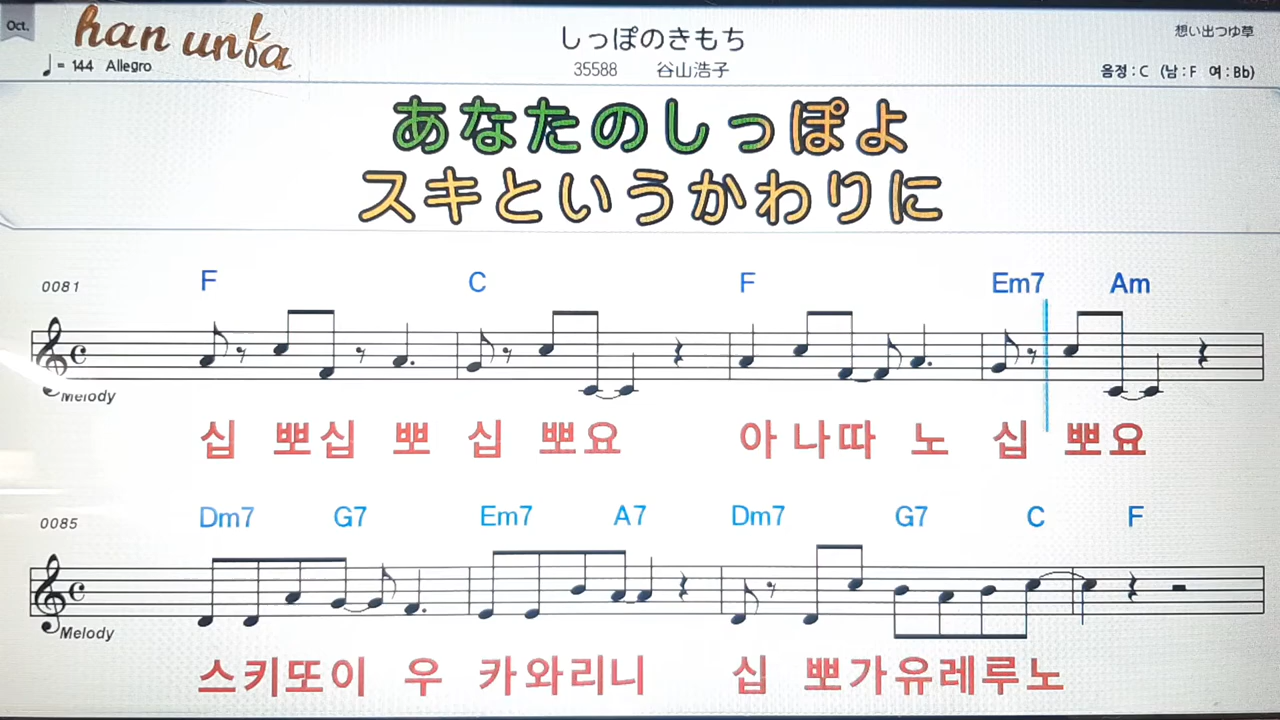 Oct.
han unfa
しっぽのきもち
想い出つゆ草
♩= 144 Allegro
35588 谷山浩子
음정 : C (남 : F 여 : Bb)
あなたのしっぽよ
スキというかわりに
0081
F C F Em7 Am
Melody
십 뽀십 뽀 십 뽀요 아 나따 노 십 뽀요
0085
Dm7 G7 Em7 A7 Dm7 G7 C F
Melody
스키또이 우 카와리니 십 뽀가유레루노